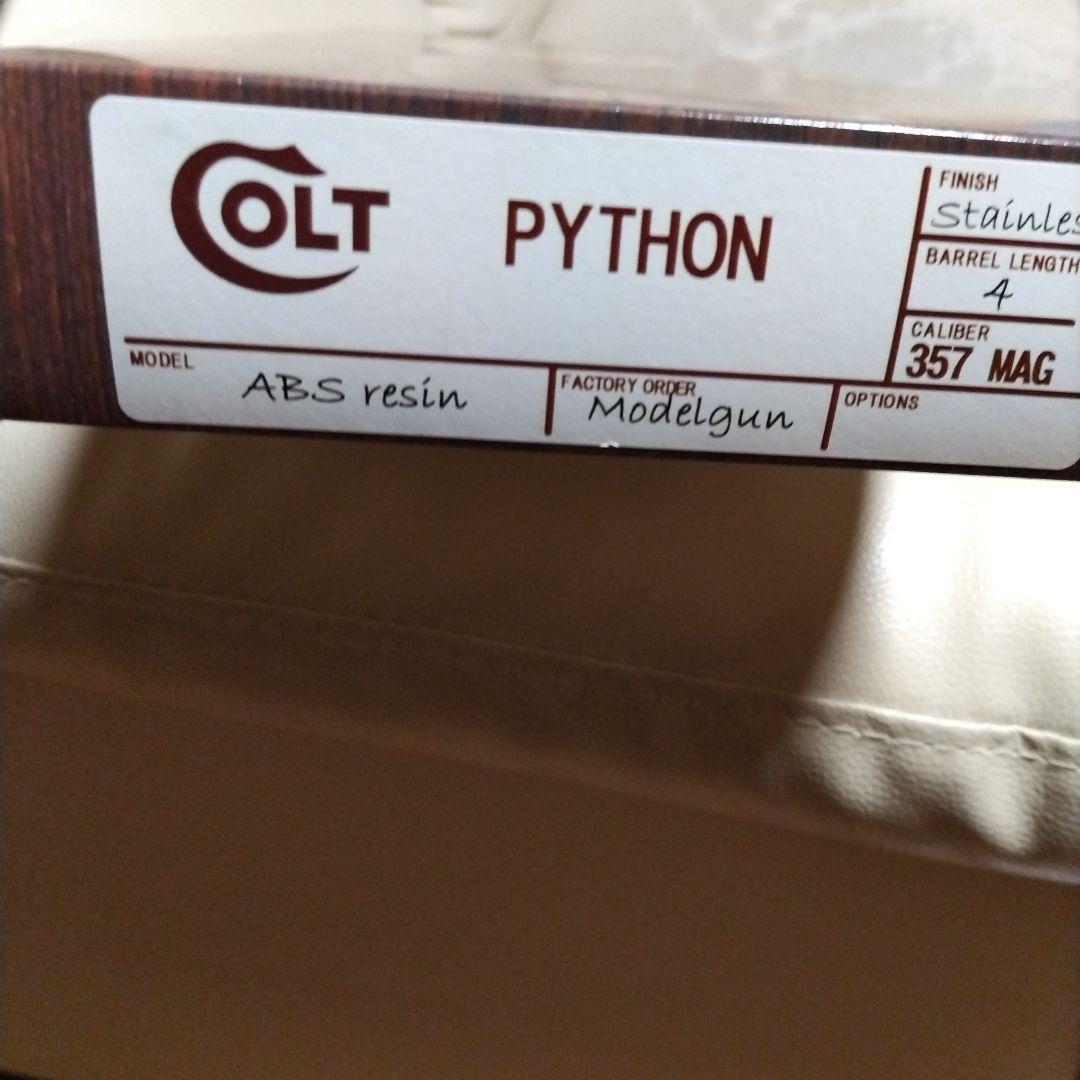 COLT PYTHON
FINISH
Stainles
BARREL LENGTH
4
CALIBER
357 MAG
MODEL
ABS resin
FACTORY ORDER
Modelgun
OPTIONS